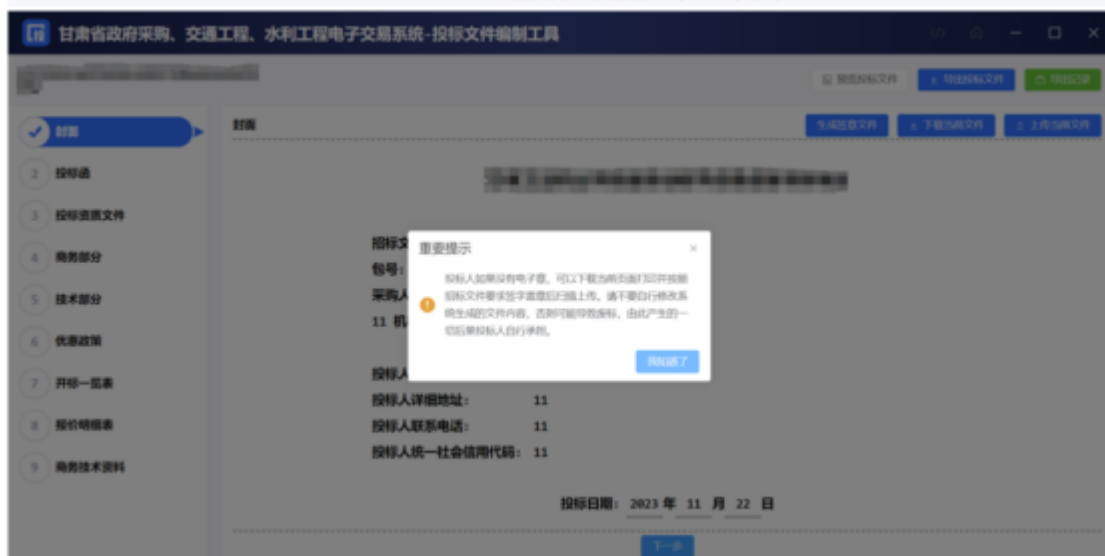 甘肃省政府采购、交通工程、水利工程电子交易系统-投标文件编制工具
预览投标文件 导出投标文件 导出记录
封面
封面
生成签章文件 下载当前文件 上传当前文件
2 投标函
3 投标资质文件
4 商务部分
5 技术部分
6 优惠政策
7 开标一览表
8 报价明细表
9 商务技术资料
招标文
包号:
采购人
11 机
重要提示
投标人如果没有电子章,可以下载当前页面打印并按照
招标文件要求签字盖章后扫描上传。请不要自行修改系
统生成的文件内容,否则可能导致废标,由此产生的一
切后果投标人自行承担。
我知道了
投标人
投标人详细地址: 11
投标人联系电话: 11
投标人统一社会信用代码: 11
投标日期: 2023 年 11 月 22 日
下一步